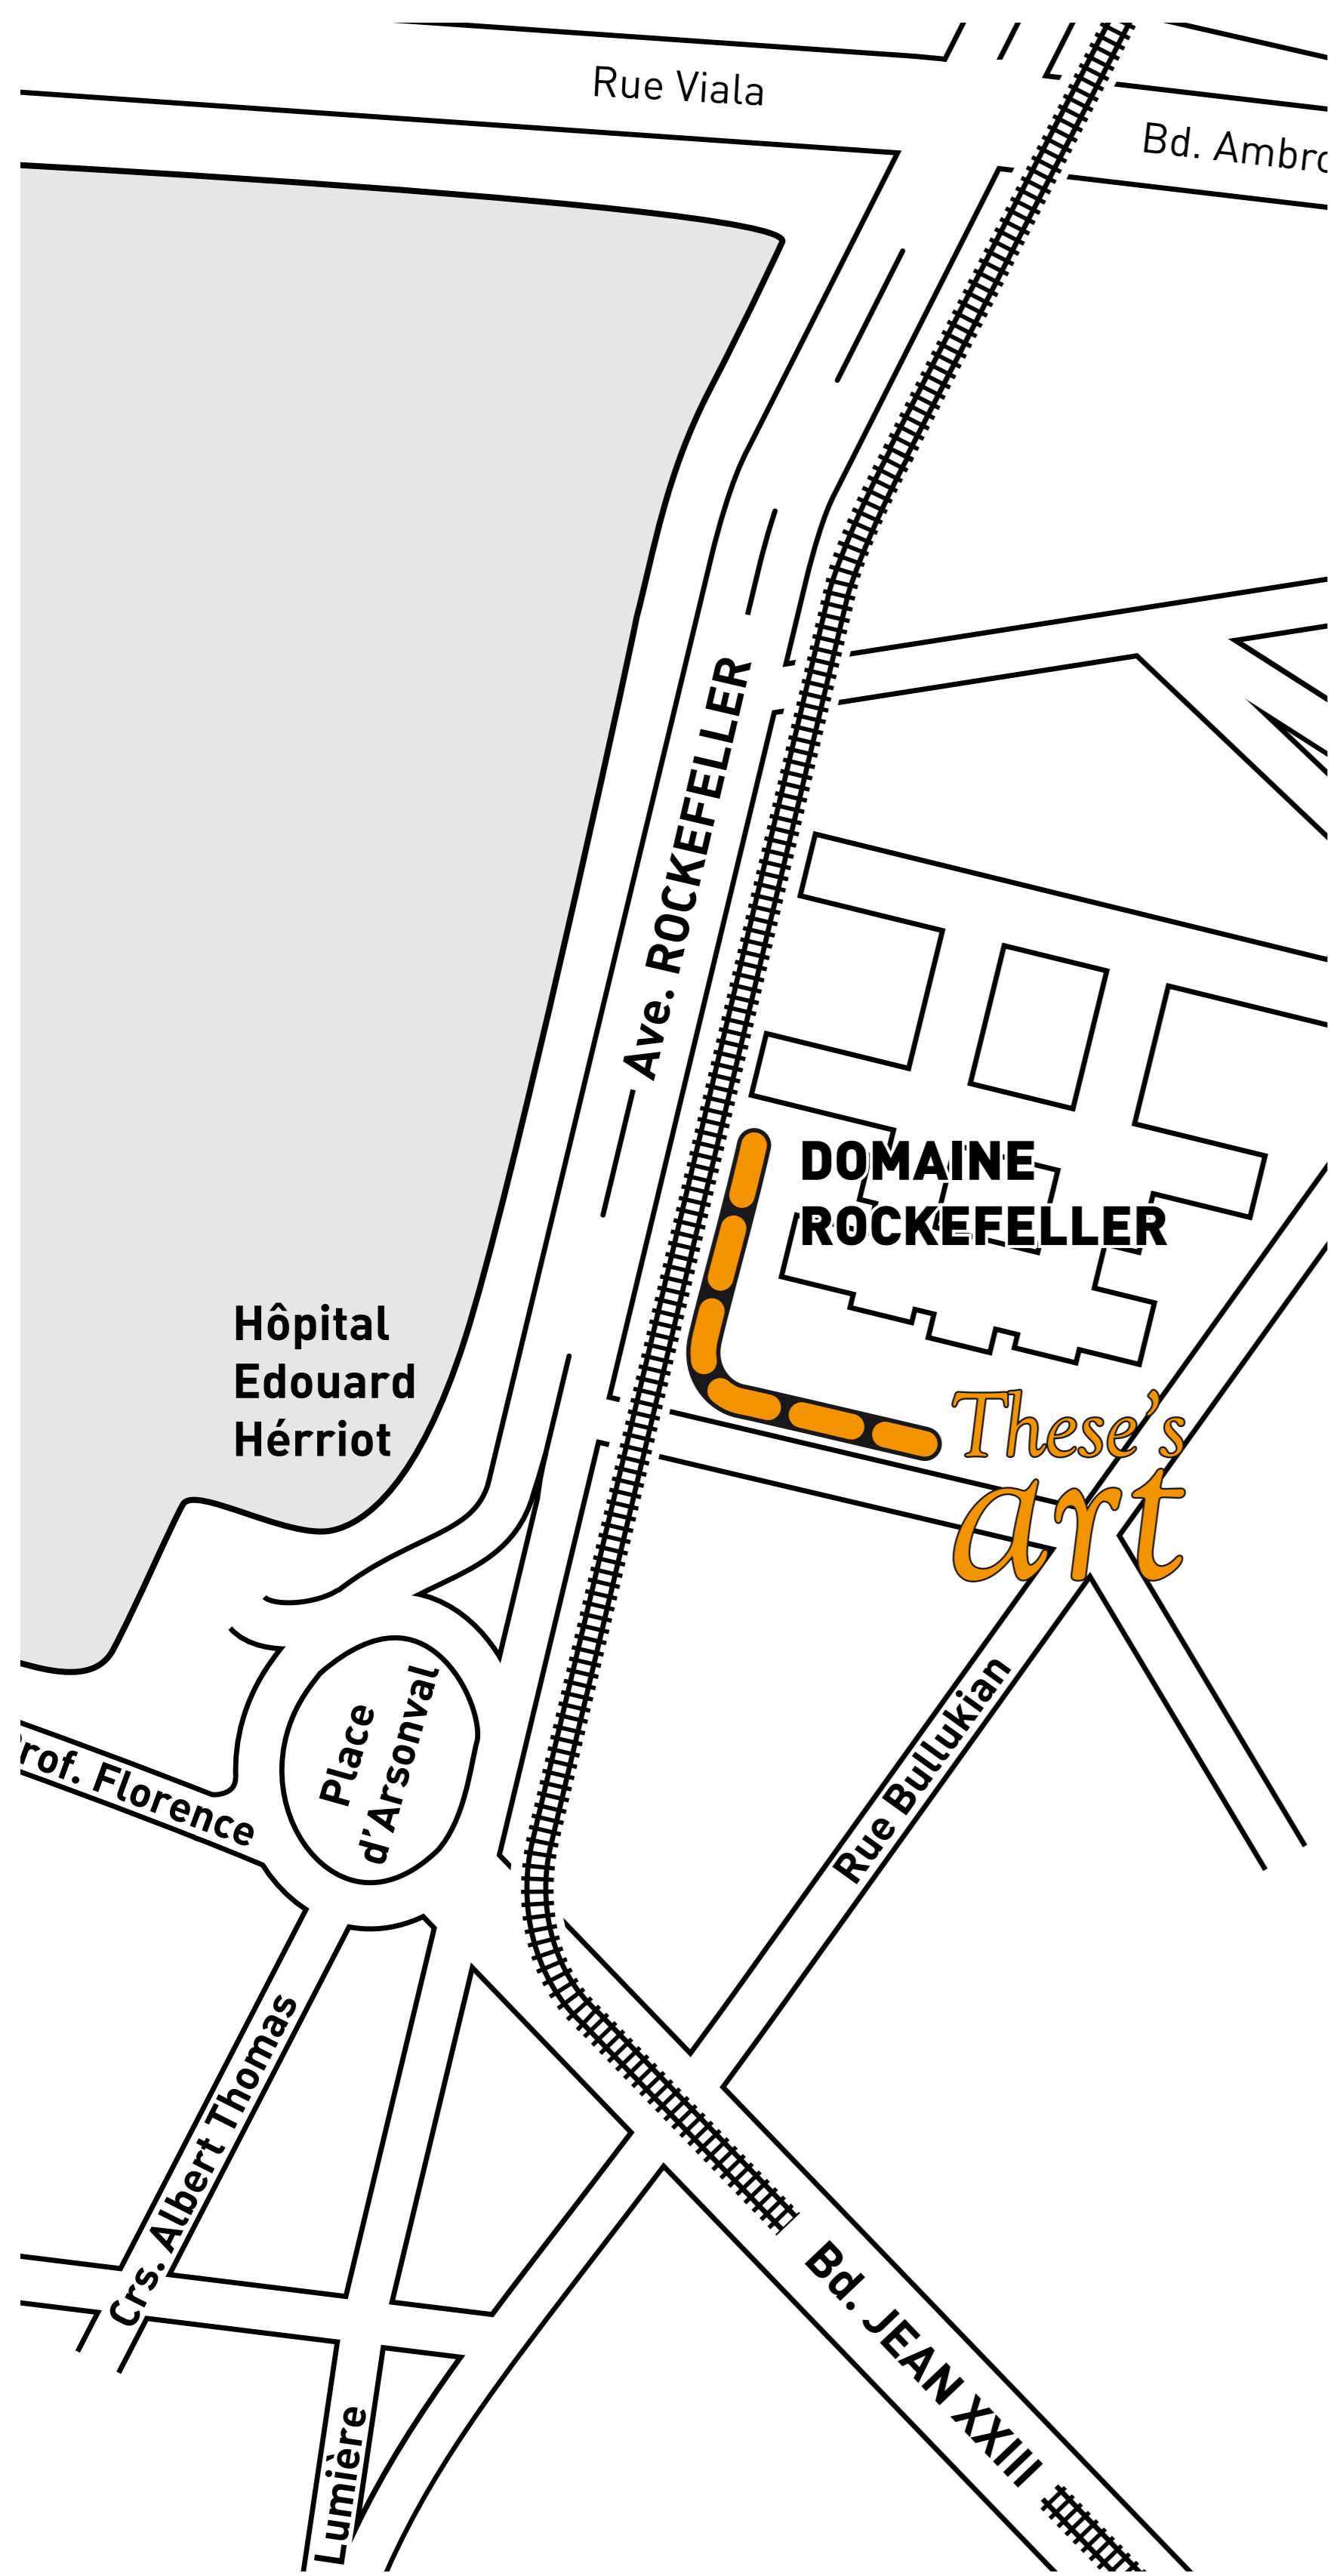 Rue Viala
Bd. Ambro
Ave. ROCKEFELLER
DOMAINE
ROCKEFELLER
Hôpital
Edouard
Hérriot
These's
art
Place
d'Arsonval
rof. Florence
Rue Bullukian
Crs. Albert Thomas
Bd. JEAN XXIII
Lumière